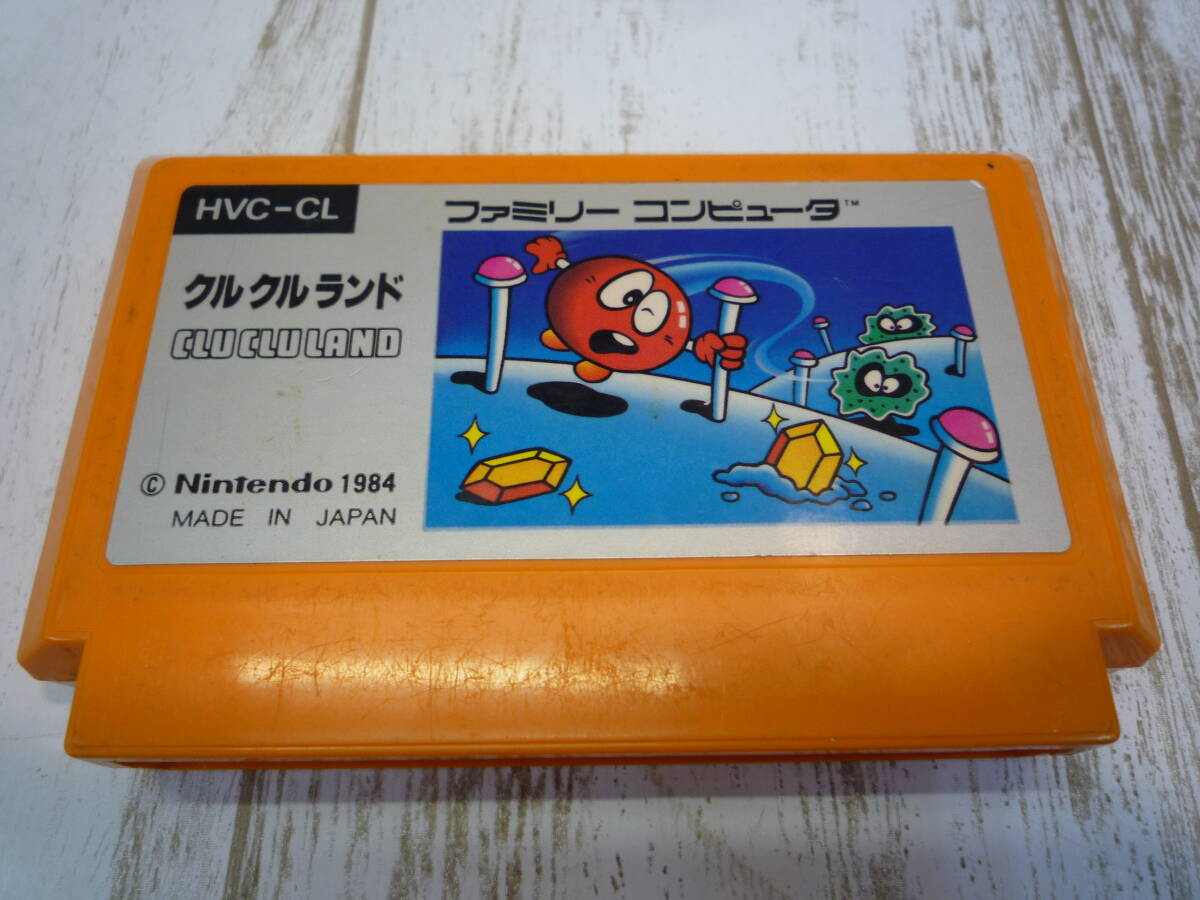 HVC-CL
ファミリー コンピュータ™
クルクルランド
CLU CLU LAND
© Nintendo 1984
MADE IN JAPAN